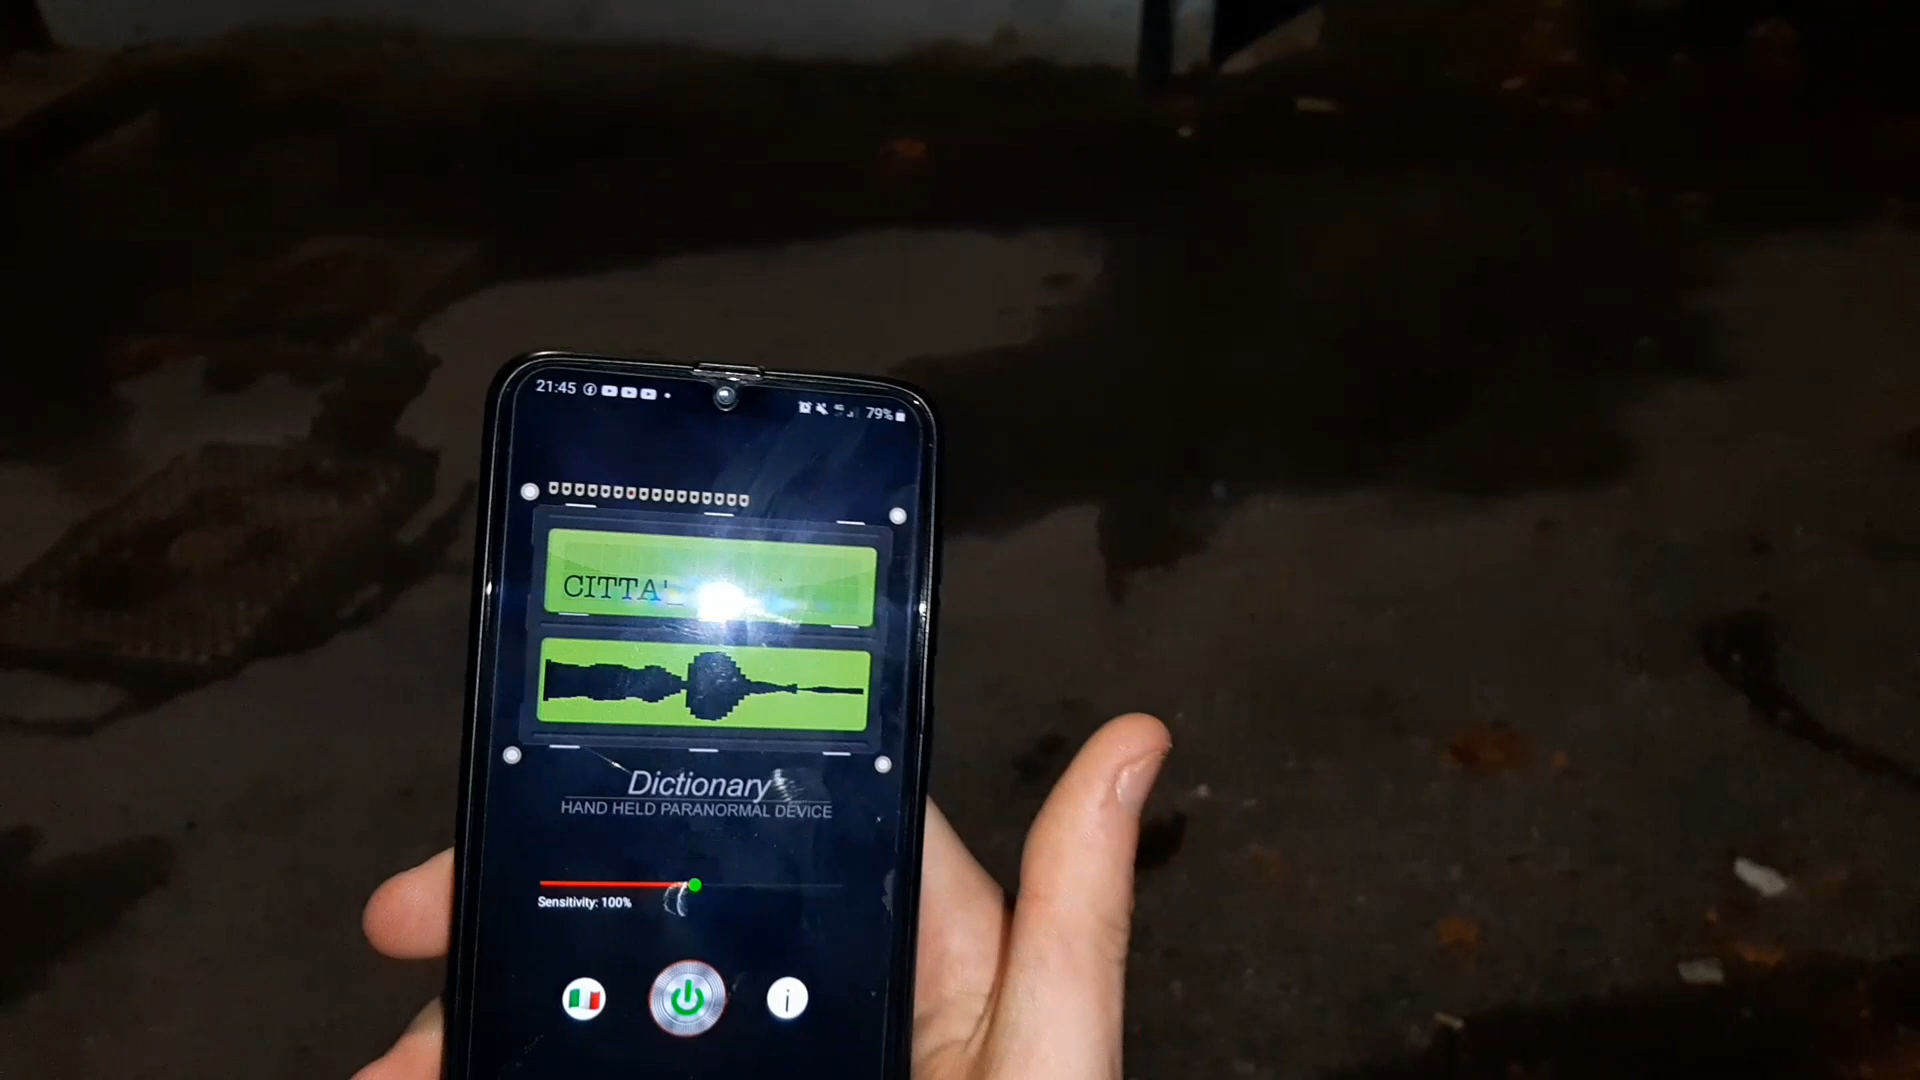 21:45
79%
CITTA'_
Dictionary
HAND HELD PARANORMAL DEVICE
Sensitivity: 100%
i